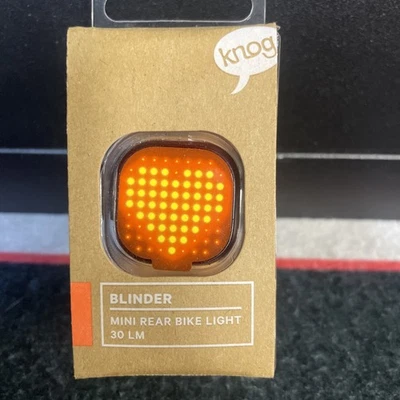 knog
BLINDER
MINI REAR BIKE LIGHT
30 LM